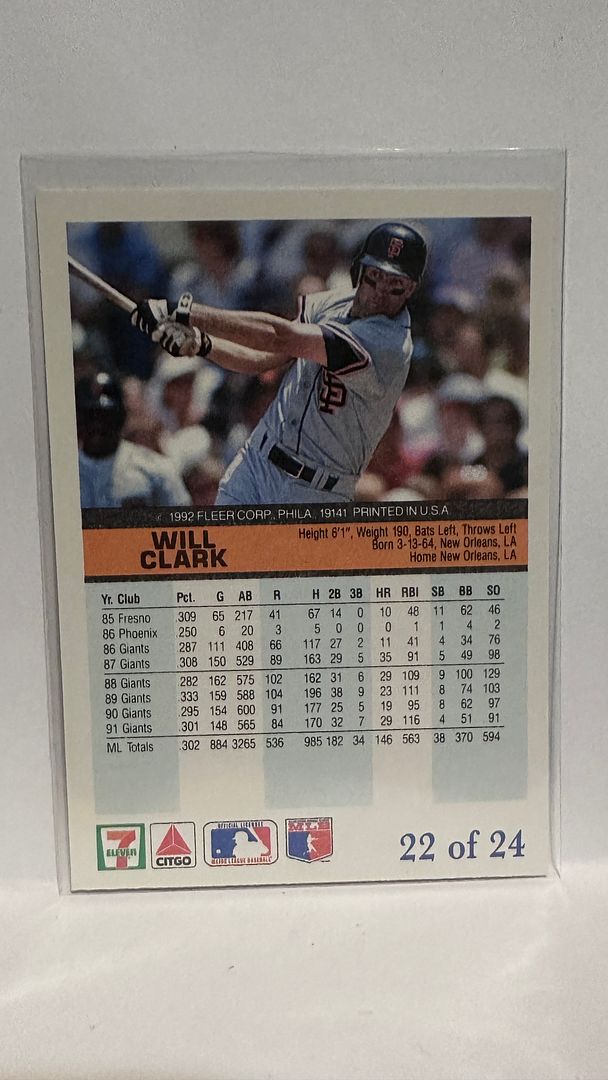 SF
SF
© 1992 FLEER CORP., PHILA., 19141 PRINTED IN U.S.A.
WILL
CLARK
Height 6'1", Weight 190, Bats Left, Throws Left
Born 3-13-64, New Orleans, LA
Home New Orleans, LA
Yr. Club Pct. G AB R H 2B 3B HR RBI SB BB SO
85 Fresno .309 65 217 41 67 14 0 10 48 11 62 46
86 Phoenix .250 6 20 3 5 0 0 0 1 1 4 2
86 Giants .287 111 408 66 117 27 2 11 41 4 34 76
87 Giants .308 150 529 89 163 29 5 35 91 5 49 98
88 Giants .282 162 575 102 162 31 6 29 109 9 100 129
89 Giants .333 159 588 104 196 38 9 23 111 8 74 103
90 Giants .295 154 600 91 177 25 5 19 95 8 62 97
91 Giants .301 148 565 84 170 32 7 29 116 4 51 91
ML Totals .302 884 3265 536 985 182 34 146 563 38 370 594
7
ELEVEN
CITGO
OFFICIAL LICENSEE
MAJOR LEAGUE BASEBALL
22 of 24